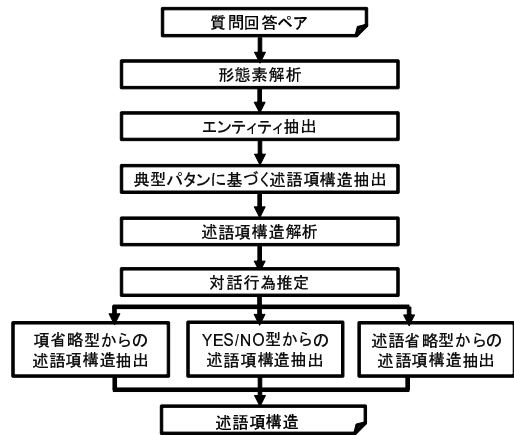 質問回答ペア
形態素解析
エンティティ抽出
典型パタンに基づく述語項構造抽出
述語項構造解析
対話行為推定
項省略型からの
述語項構造抽出
YES/NO型からの
述語項構造抽出
述語省略型からの
述語項構造抽出
述語項構造